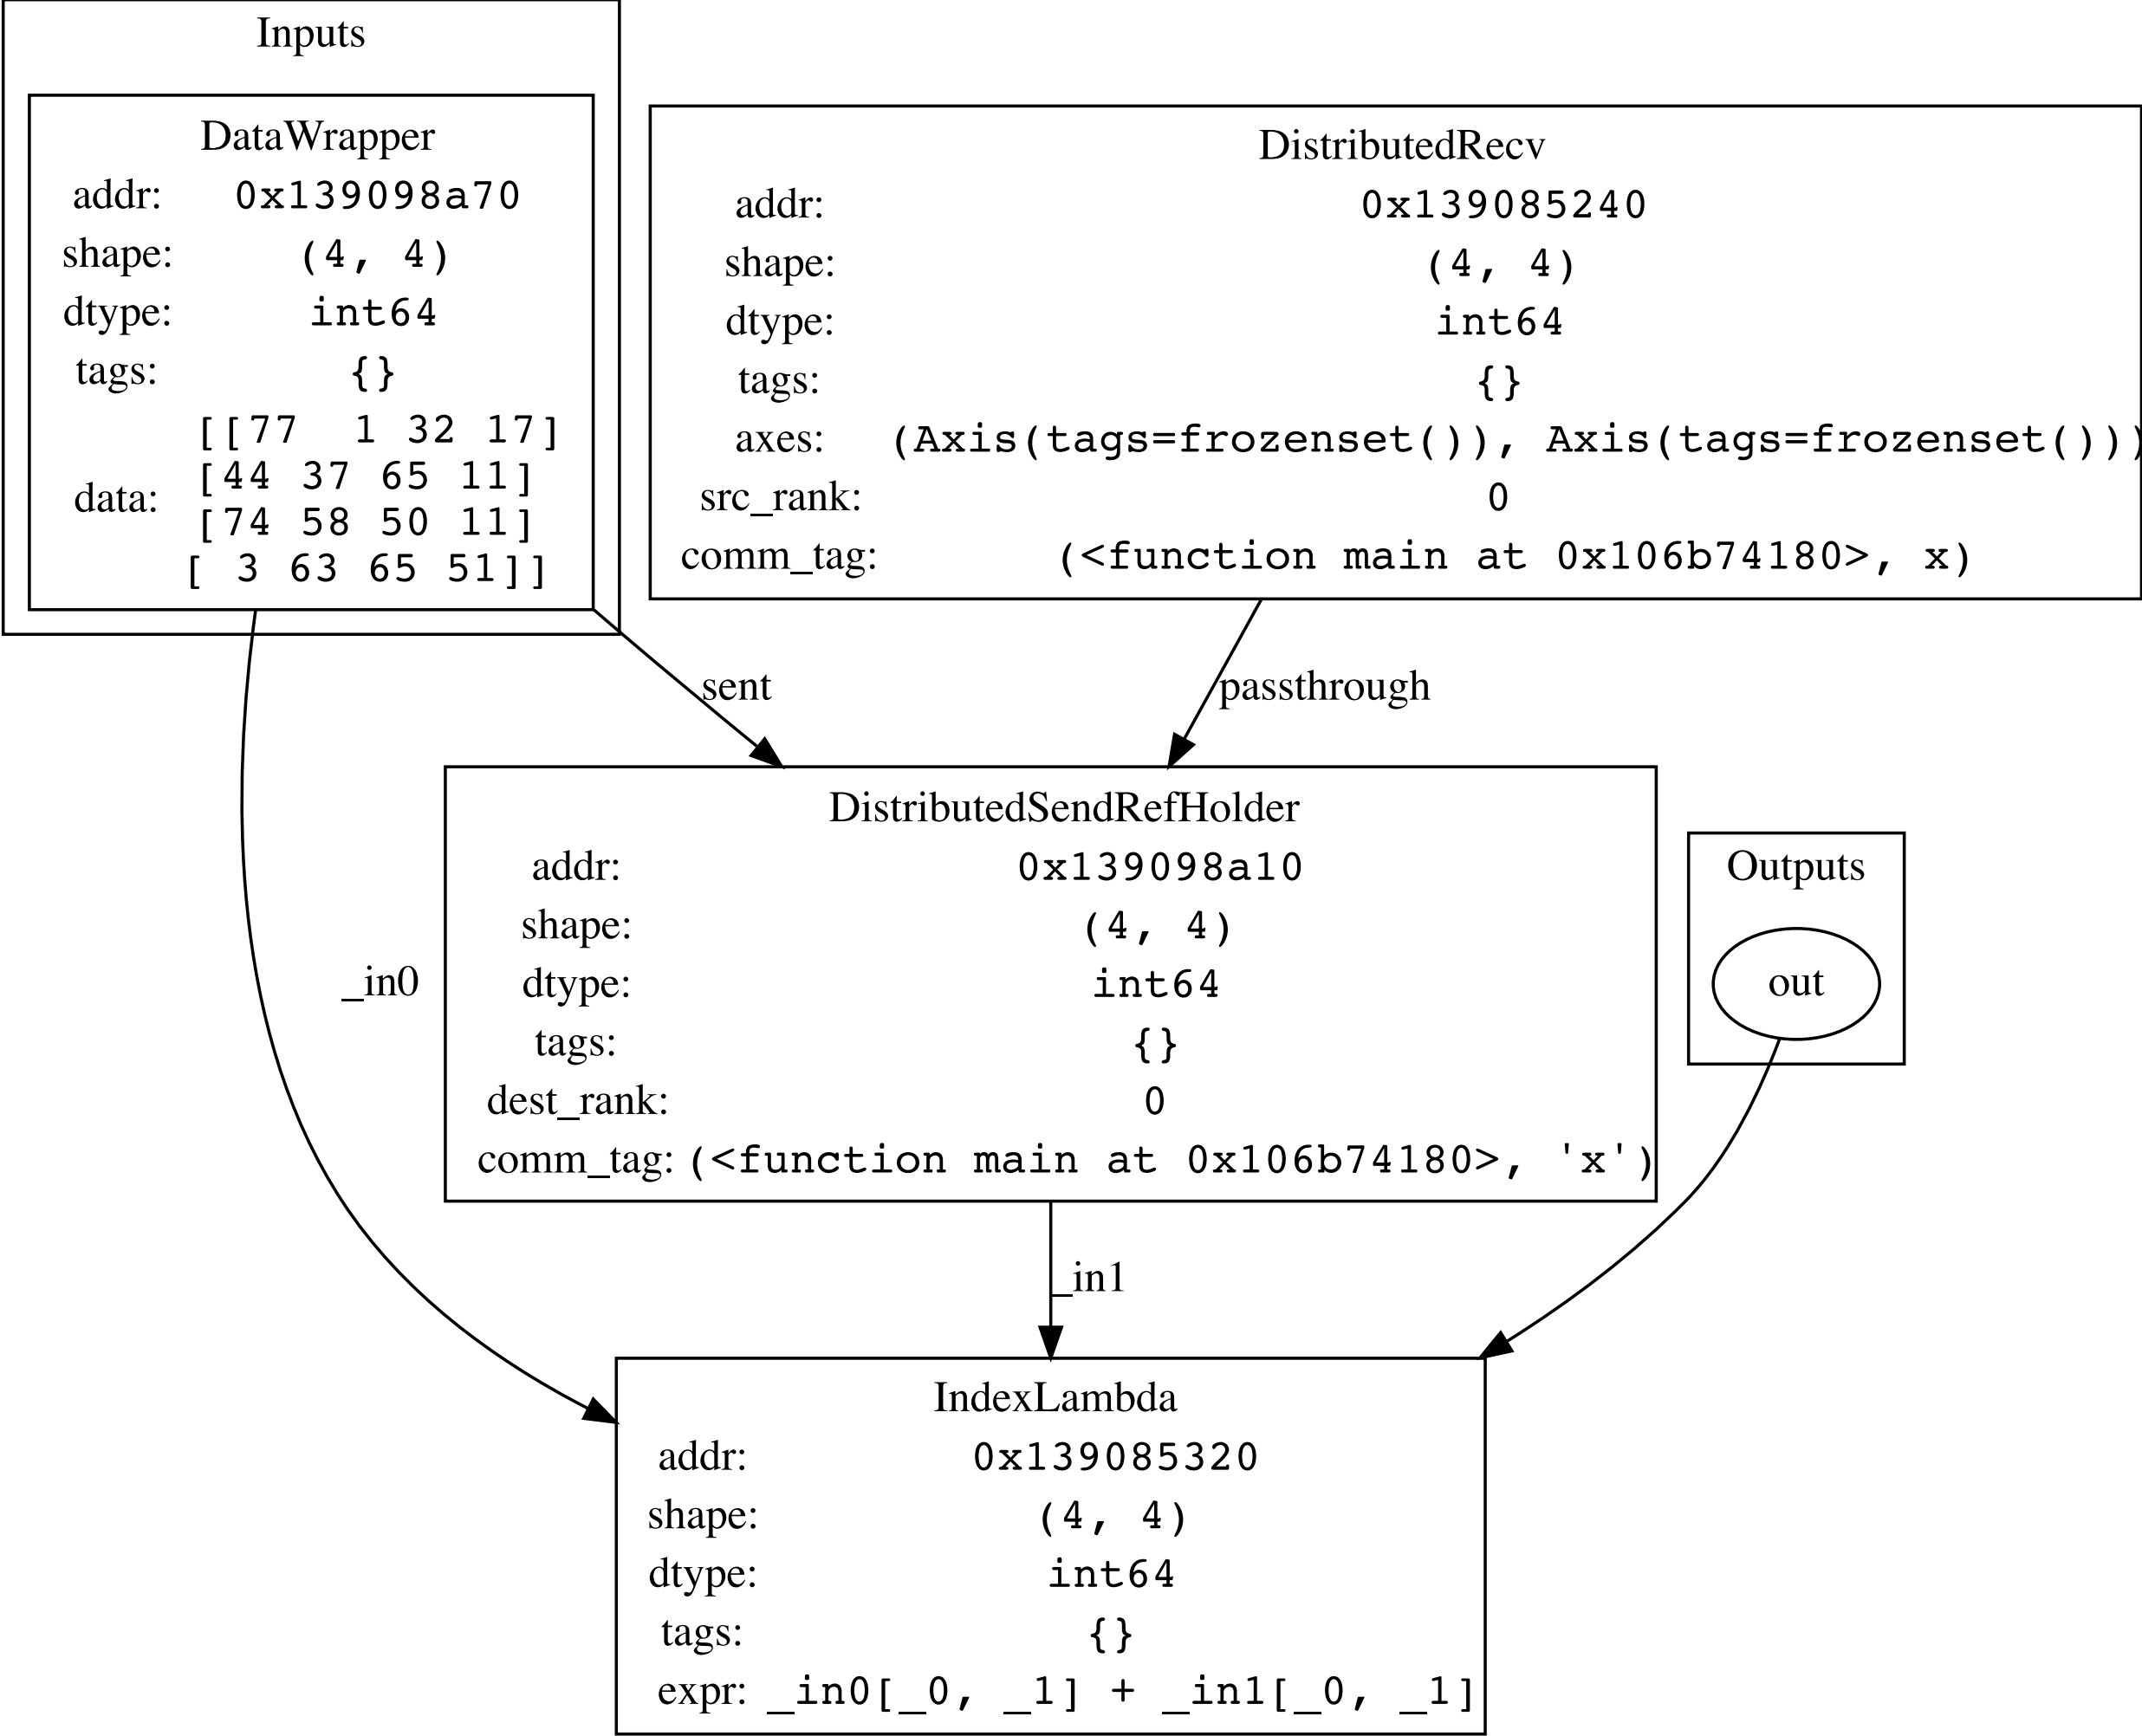 Inputs
DataWrapper
addr: 0x139098a70
shape: (4, 4)
dtype: int64
tags: {}
data: [[77  1 32 17]
[44 37 65 11]
[74 58 50 11]
[ 3 63 65 51]]
DistributedRecv
addr: 0x139085240
shape: (4, 4)
dtype: int64
tags: {}
axes: (Axis(tags=frozenset()), Axis(tags=frozenset()))
src_rank: 0
comm_tag: (<function main at 0x106b74180>, x)
sent
passthrough
DistributedSendRefHolder
addr: 0x139098a10
shape: (4, 4)
dtype: int64
tags: {}
dest_rank: 0
comm_tag: (<function main at 0x106b74180>, 'x')
Outputs
out
_in0
_in1
IndexLambda
addr: 0x139085320
shape: (4, 4)
dtype: int64
tags: {}
expr: _in0[_0, _1] + _in1[_0, _1]